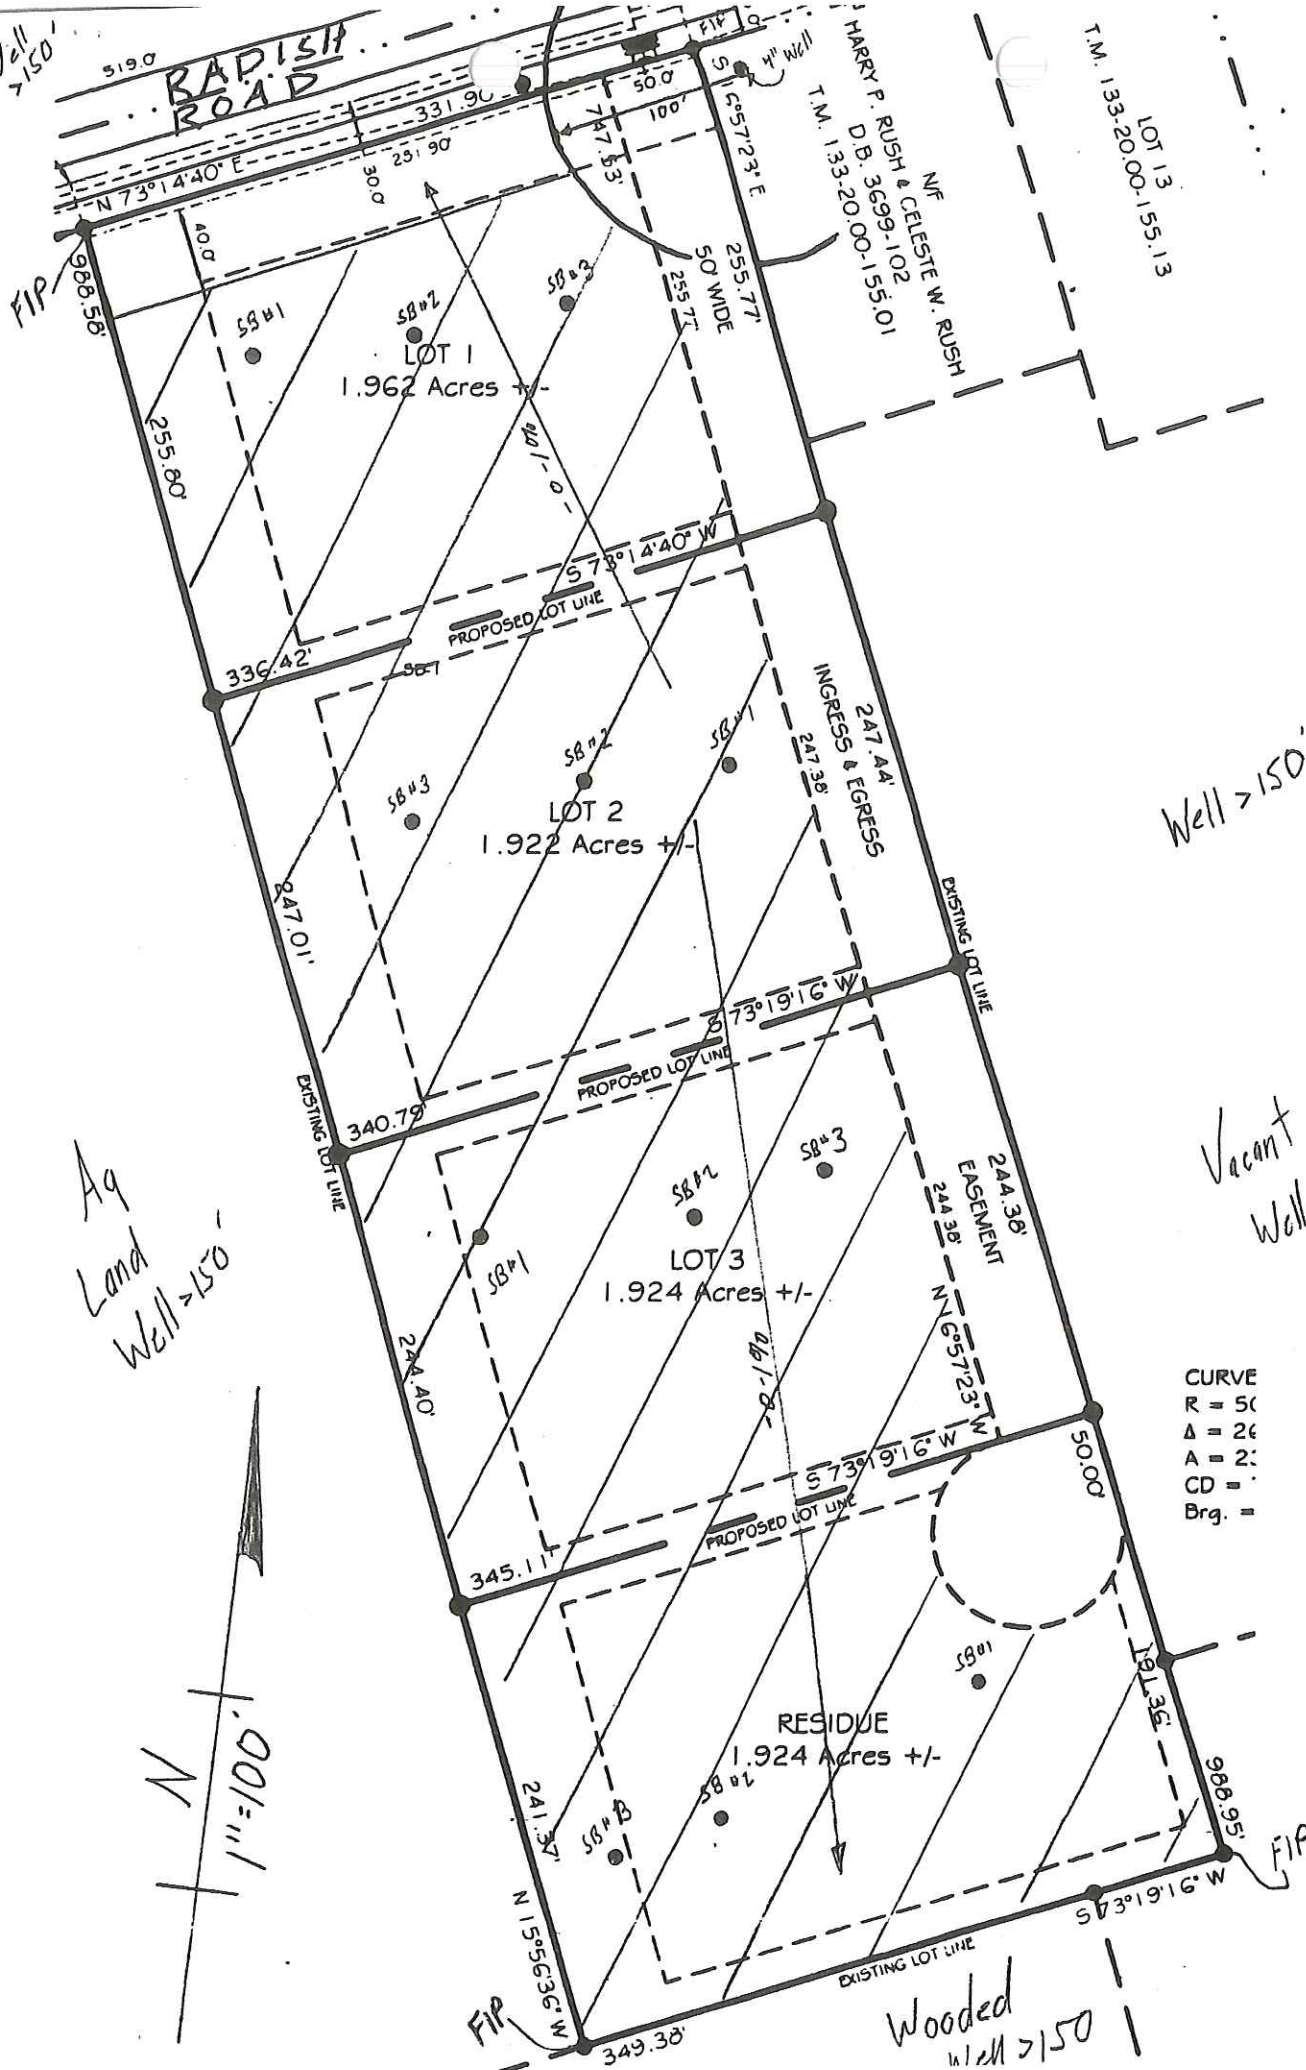 Well
>150'
519.0'
RADISH
ROAD
331.90
N 73°14'40" E
291.90
30.0'
40.0'
747.53'
50.0'
100'
FIP
4" Well
S 16°57'23" E
N/F
HARRY P. RUSH & CELESTE W. RUSH
D.B. 3699-102
T.M. 133-20.00-155.01
LOT 13
T.M. 133-20.00-155.13
FIP
988.58'
255.80'
SB#1
SB#2
SB#3
LOT 1
1.962 Acres +/-
50' WIDE
255.77'
255.77'
S 73°14'40" W
PROPOSED LOT LINE
336.42'
SB#1
SB#2
SB#3
LOT 2
1.922 Acres +/-
247.01'
INGRESS & EGRESS
247.44'
247.38'
Well > 150'
EXISTING LOT LINE
S 73°19'16" W
PROPOSED LOT LINE
340.79'
EXISTING LOT LINE
Ag
Land
Well >150'
SB#3
SB#2
SB#1
LOT 3
1.924 Acres +/-
244.40'
244.38'
EASEMENT
244.38'
N 16°57'23" W
Vacant
Well
CURVE
R = 50
Δ = 26
A = 23
CD =
Brg. =
S 73°19'16" W
PROPOSED LOT LINE
345.11'
50.00'
SB#1
RESIDUE
1.924 Acres +/-
SB#2
SB#3
191.36'
988.95'
241.37'
N 15°56'36" W
N
1"=100'
FIP
S 73°19'16" W
EXISTING LOT LINE
FIP
349.38'
Wooded
Well >150